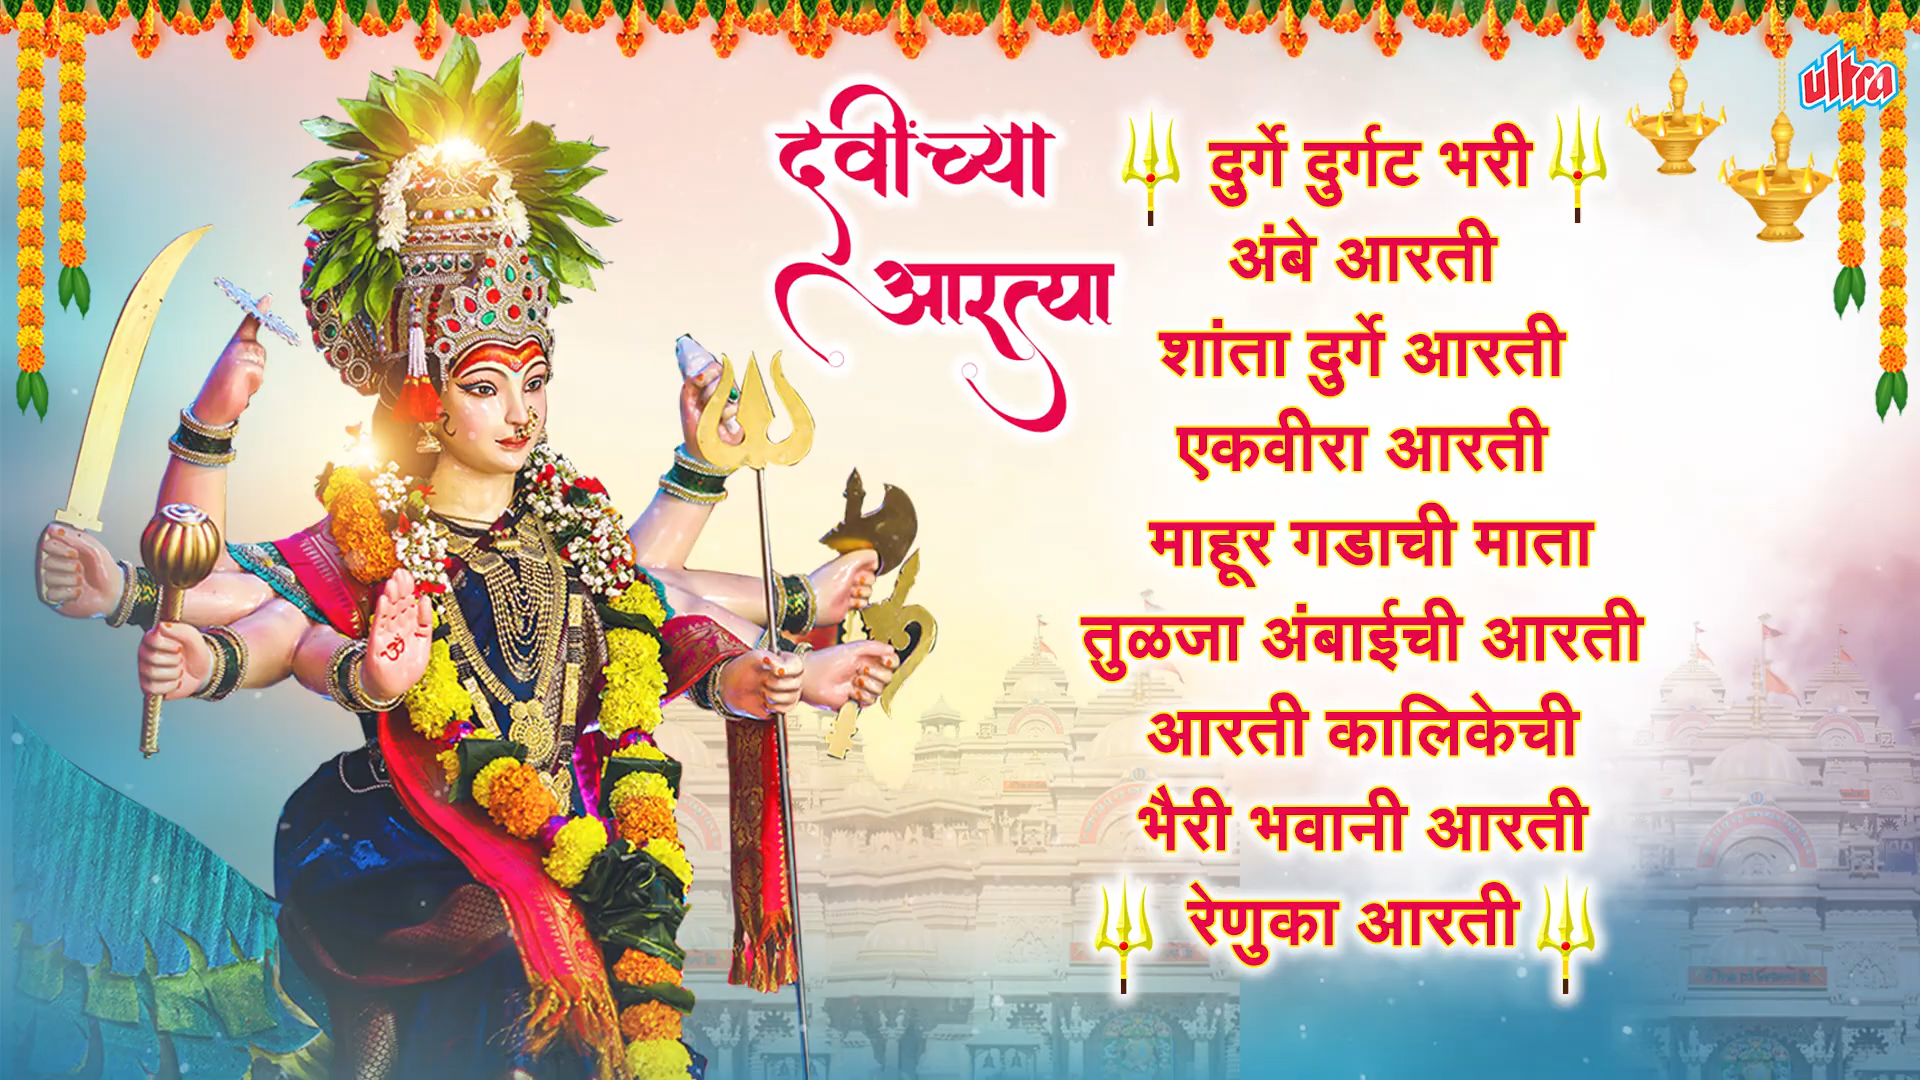 देवींच्या
आरत्या
दुर्गे दुर्गट भरी
अंबे आरती
शांता दुर्गे आरती
एकवीरा आरती
माहूर गडाची माता
तुळजा अंबाईची आरती
आरती कालिकेची
भैरी भवानी आरती
रेणुका आरती
ultra
ॐ